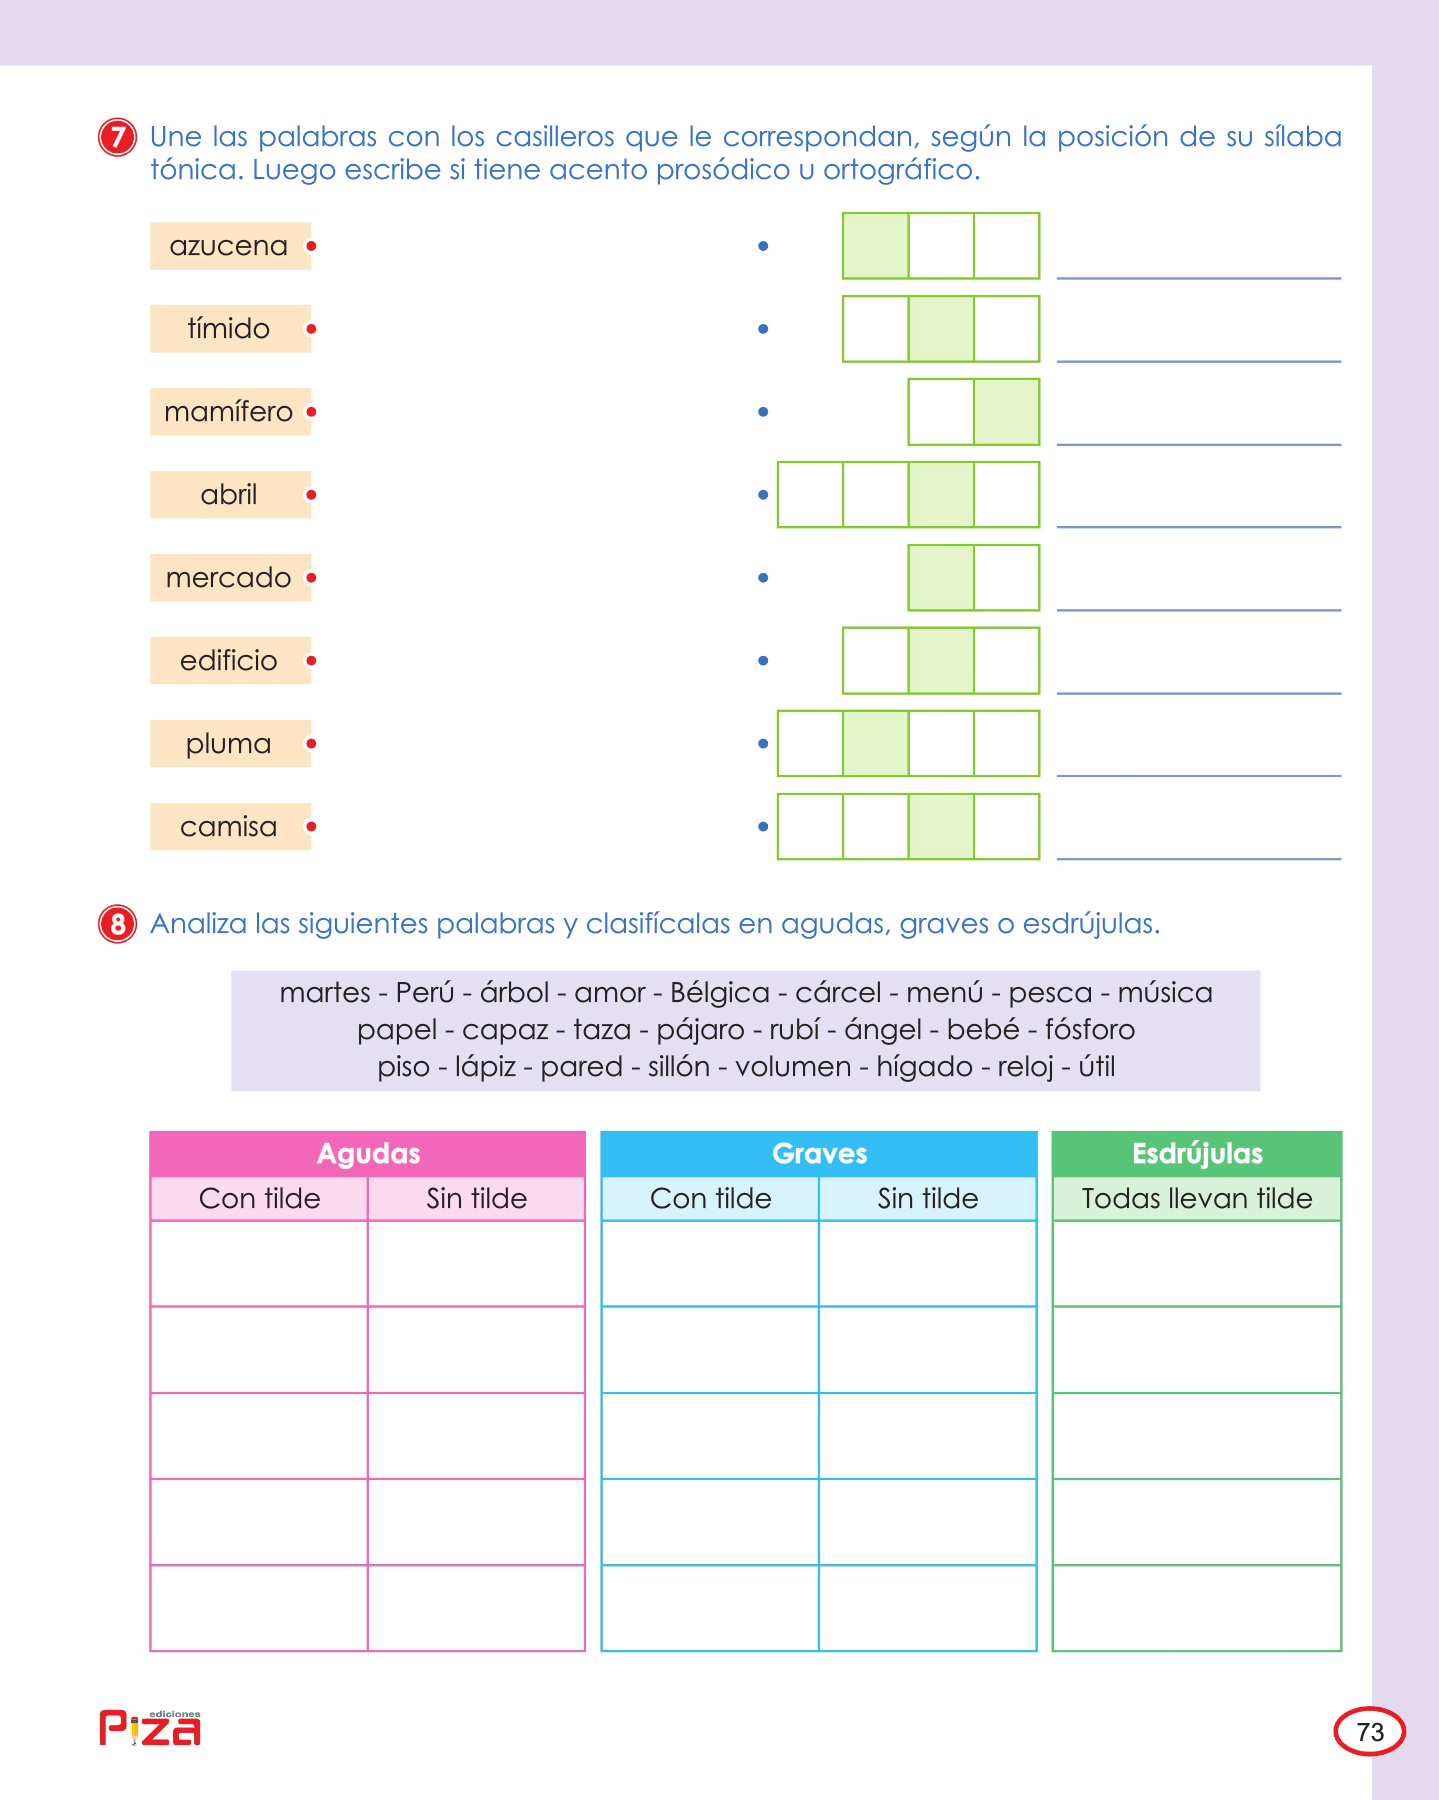 7 Une las palabras con los casilleros que le correspondan, según la posición de su sílaba
tónica. Luego escribe si tiene acento prosódico u ortográfico.
azucena
tímido
mamífero
abril
mercado
edificio
pluma
camisa
8 Analiza las siguientes palabras y clasifícalas en agudas, graves o esdrújulas.
martes - Perú - árbol - amor - Bélgica - cárcel - menú - pesca - música
papel - capaz - taza - pájaro - rubí - ángel - bebé - fósforo
piso - lápiz - pared - sillón - volumen - hígado - reloj - útil
Agudas Graves Esdrújulas
Con tilde Sin tilde Con tilde Sin tilde Todas llevan tilde
ediciones
Piza
73